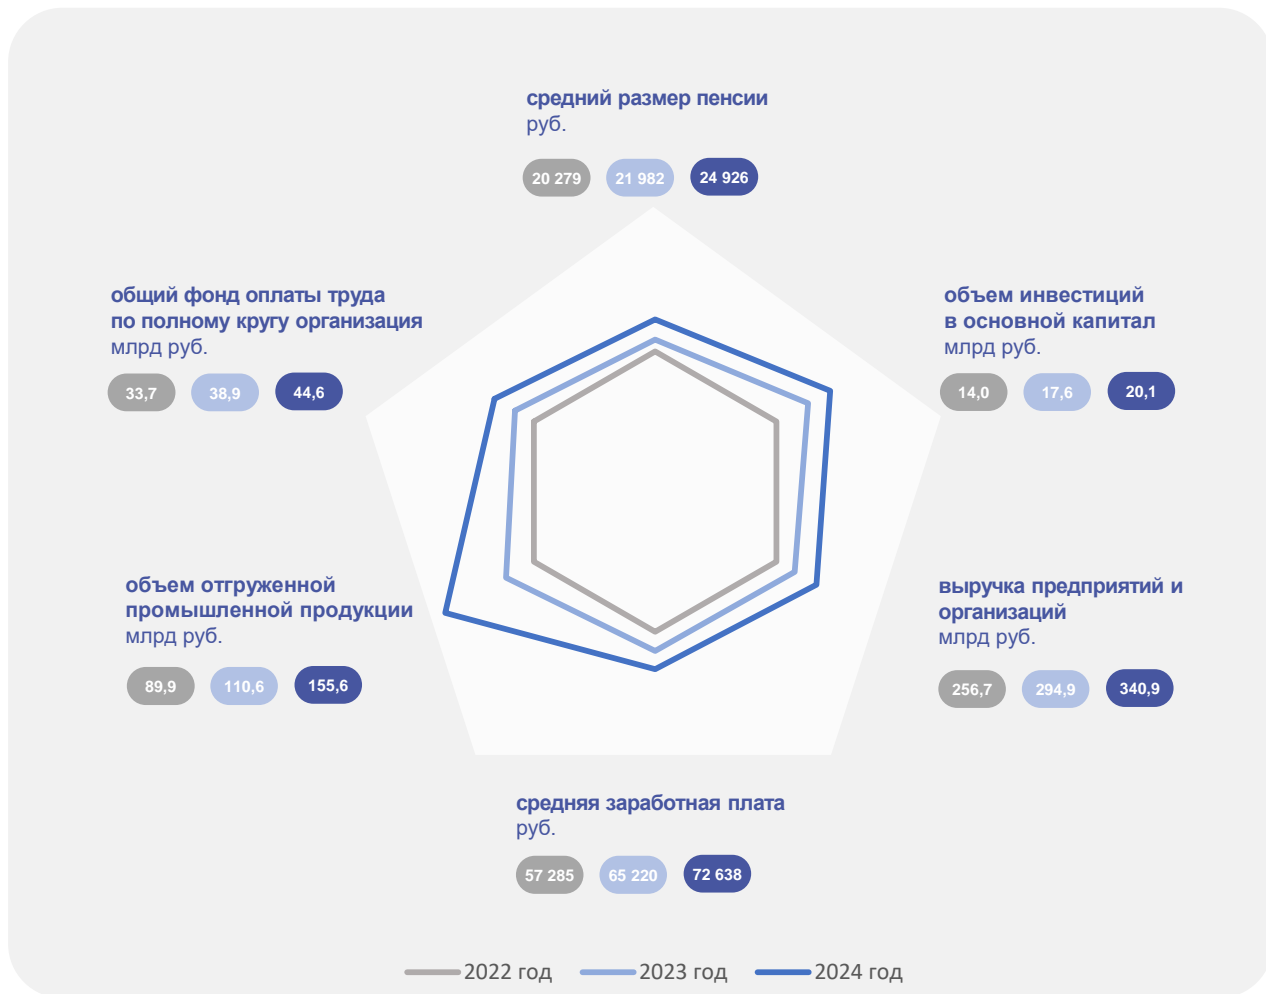 средний размер пенсии
руб.
20 279 21 982 24 926
общий фонд оплаты труда
по полному кругу организация
млрд руб.
33,7 38,9 44,6
объем инвестиций
в основной капитал
млрд руб.
14,0 17,6 20,1
объем отгруженной
промышленной продукции
млрд руб.
89,9 110,6 155,6
выручка предприятий и
организаций
млрд руб.
256,7 294,9 340,9
средняя заработная плата
руб.
57 285 65 220 72 638
2022 год 2023 год 2024 год